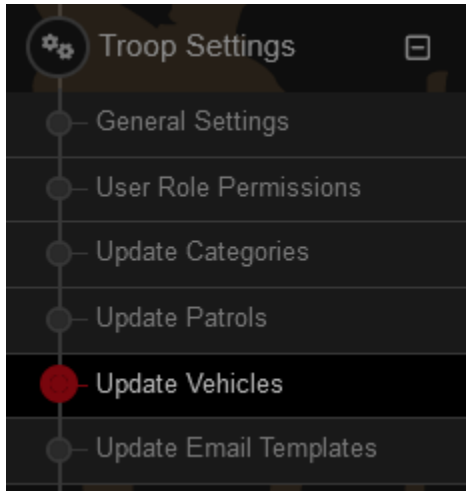 Troop Settings
General Settings
User Role Permissions
Update Categories
Update Patrols
Update Vehicles
Update Email Templates